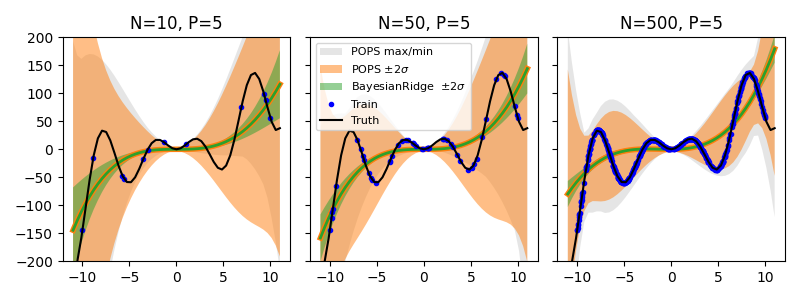 N=10, P=5
N=50, P=5
N=500, P=5
200
150
100
50
0
−50
−100
−150
−200
POPS max/min
POPS ±2σ
BayesianRidge ±2σ
Train
Truth
−10 −5 0 5 10
−10 −5 0 5 10
−10 −5 0 5 10